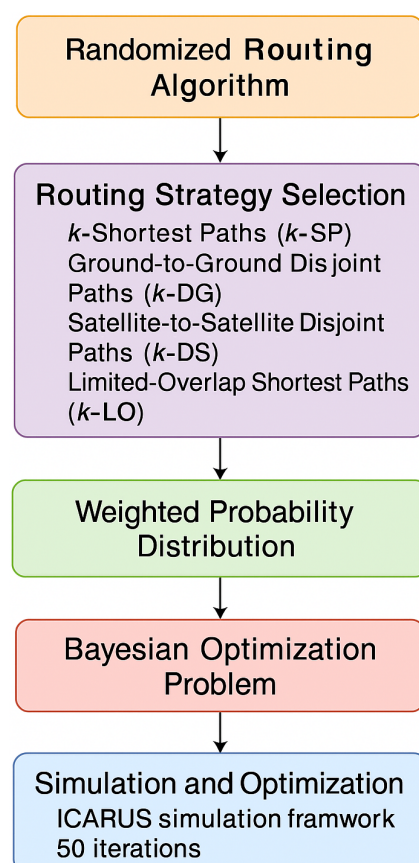 Randomized Routing
Algorithm
Routing Strategy Selection
k-Shortest Paths (k-SP)
Ground-to-Ground Disjoint
Paths (k-DG)
Satellite-to-Satellite Disjoint
Paths (k-DS)
Limited-Overlap Shortest Paths
(k-LO)
Weighted Probability
Distribution
Bayesian Optimization
Problem
Simulation and Optimization
ICARUS simulation framwork
50 iterations